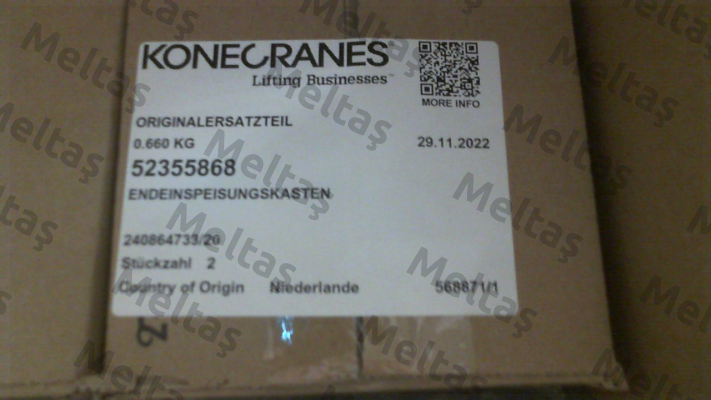 KONECRANES
Lifting Businesses
MORE INFO
ORIGINALERSATZTEIL
0.660 KG
29.11.2022
52355868
ENDEINSPEISUNGSKASTEN
240864733/20
Stückzahl 2
Country of Origin Niederlande 568871/1
Meltaş